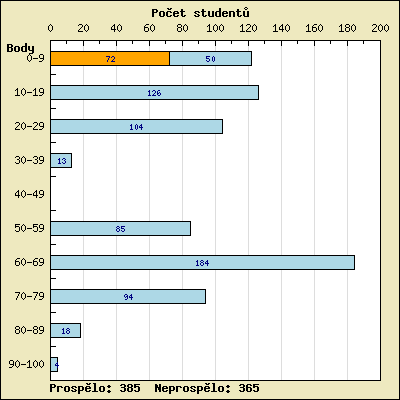 Počet studentů
0 20 40 60 80 100 120 140 160 180 200
Body
0-9 72 50
10-19 126
20-29 104
30-39 13
40-49
50-59 85
60-69 184
70-79 94
80-89 18
90-100 4
Prospělo: 385 Neprospělo: 365